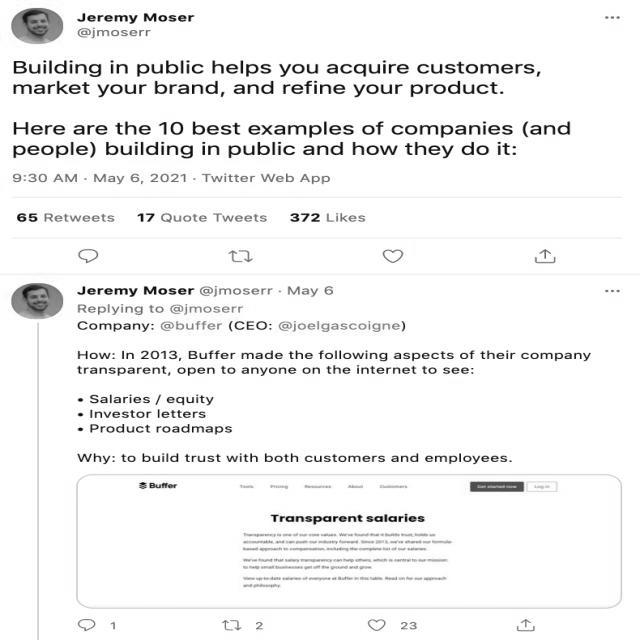 Jeremy Moser
@jmoserr
Building in public helps you acquire customers,
market your brand, and refine your product.
Here are the 10 best examples of companies (and
people) building in public and how they do it:
9:30 AM · May 6, 2021 · Twitter Web App
65 Retweets 17 Quote Tweets 372 Likes
Jeremy Moser @jmoserr · May 6
Replying to @jmoserr
Company: @buffer (CEO: @joelgascoigne)
How: In 2013, Buffer made the following aspects of their company
transparent, open to anyone on the internet to see:
• Salaries / equity
• Investor letters
• Product roadmaps
Why: to build trust with both customers and employees.
Buffer Tools Pricing Resources About Customers Get started now Log in
Transparent salaries
Transparency is one of our core values. We've found that it builds trust, holds us
accountable, and can push our industry forward. Since 2013, we've shared our formula-
based approach to compensation, including the complete list of our salaries.
We've found that salary transparency can help others, which is central to our mission:
to help small businesses get off the ground and grow.
View up-to-date salaries of everyone at Buffer in this table. Read on for our approach
and philosophy.
1 2 23